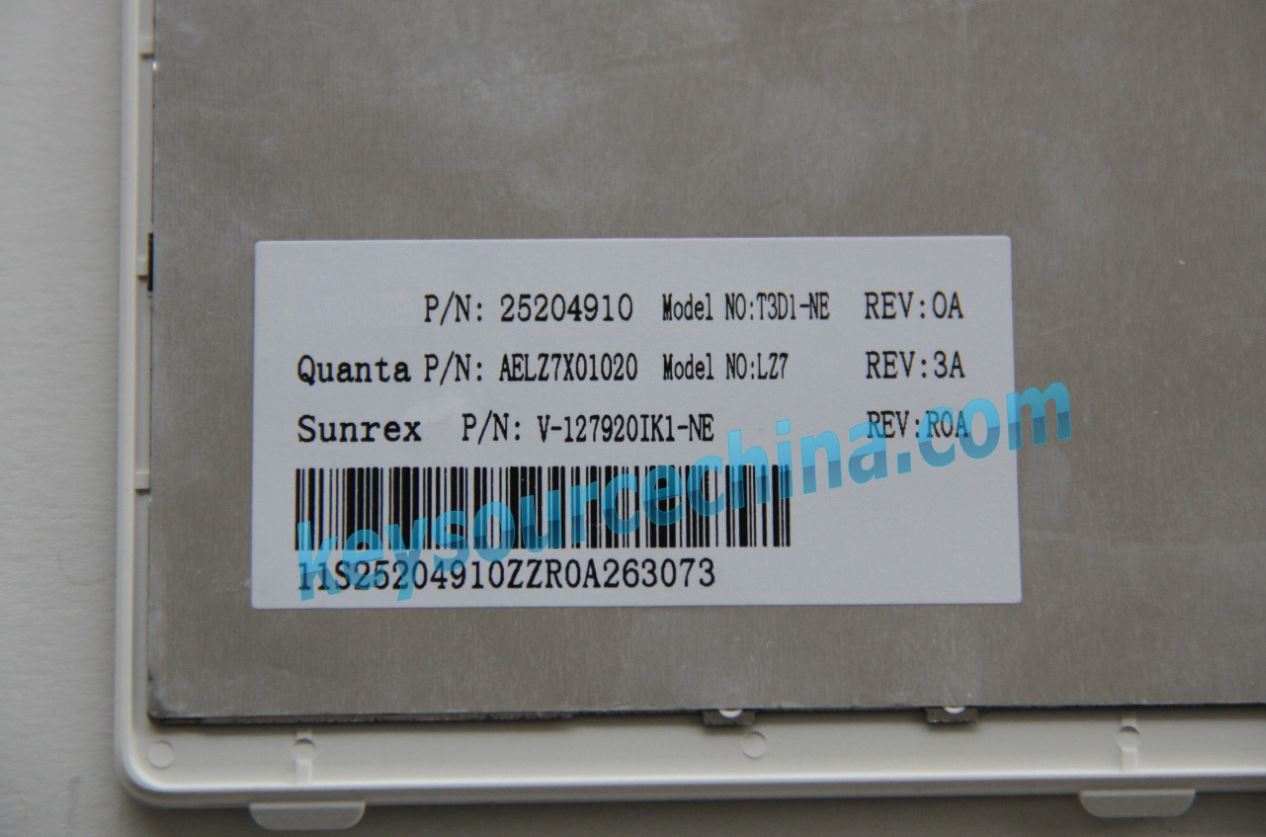 P/N: 25204910 Model NO:T3D1-NE REV:0A
Quanta P/N: AELZ7X01020 Model NO:LZ7 REV:3A
Sunrex P/N: V-127920IK1-NE REV:R0A
11S25204910ZZR0A263073
keysourcechina.com